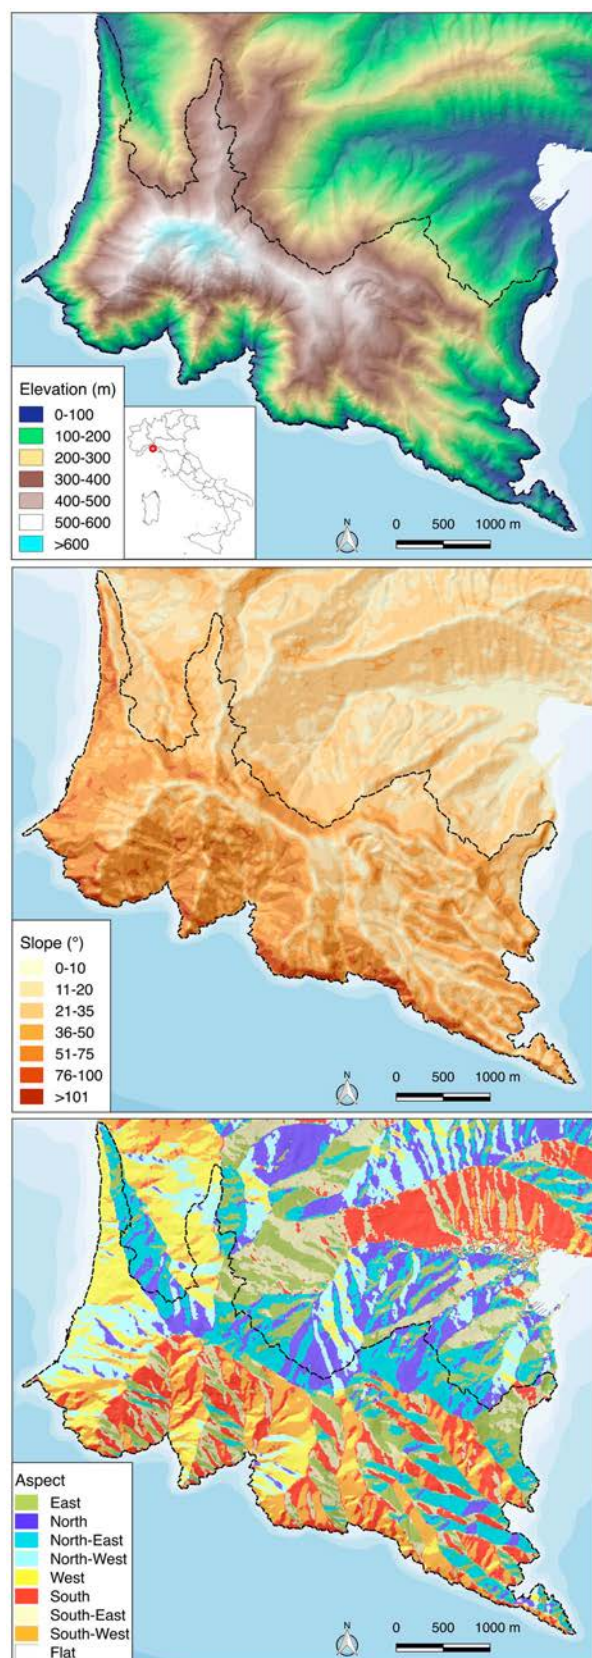 Elevation (m)
0-100
100-200
200-300
300-400
400-500
500-600
>600
N
0 500 1000 m
Slope (°)
0-10
11-20
21-35
36-50
51-75
76-100
>101
N
0 500 1000 m
Aspect
East
North
North-East
North-West
West
South
South-East
South-West
Flat
N
0 500 1000 m